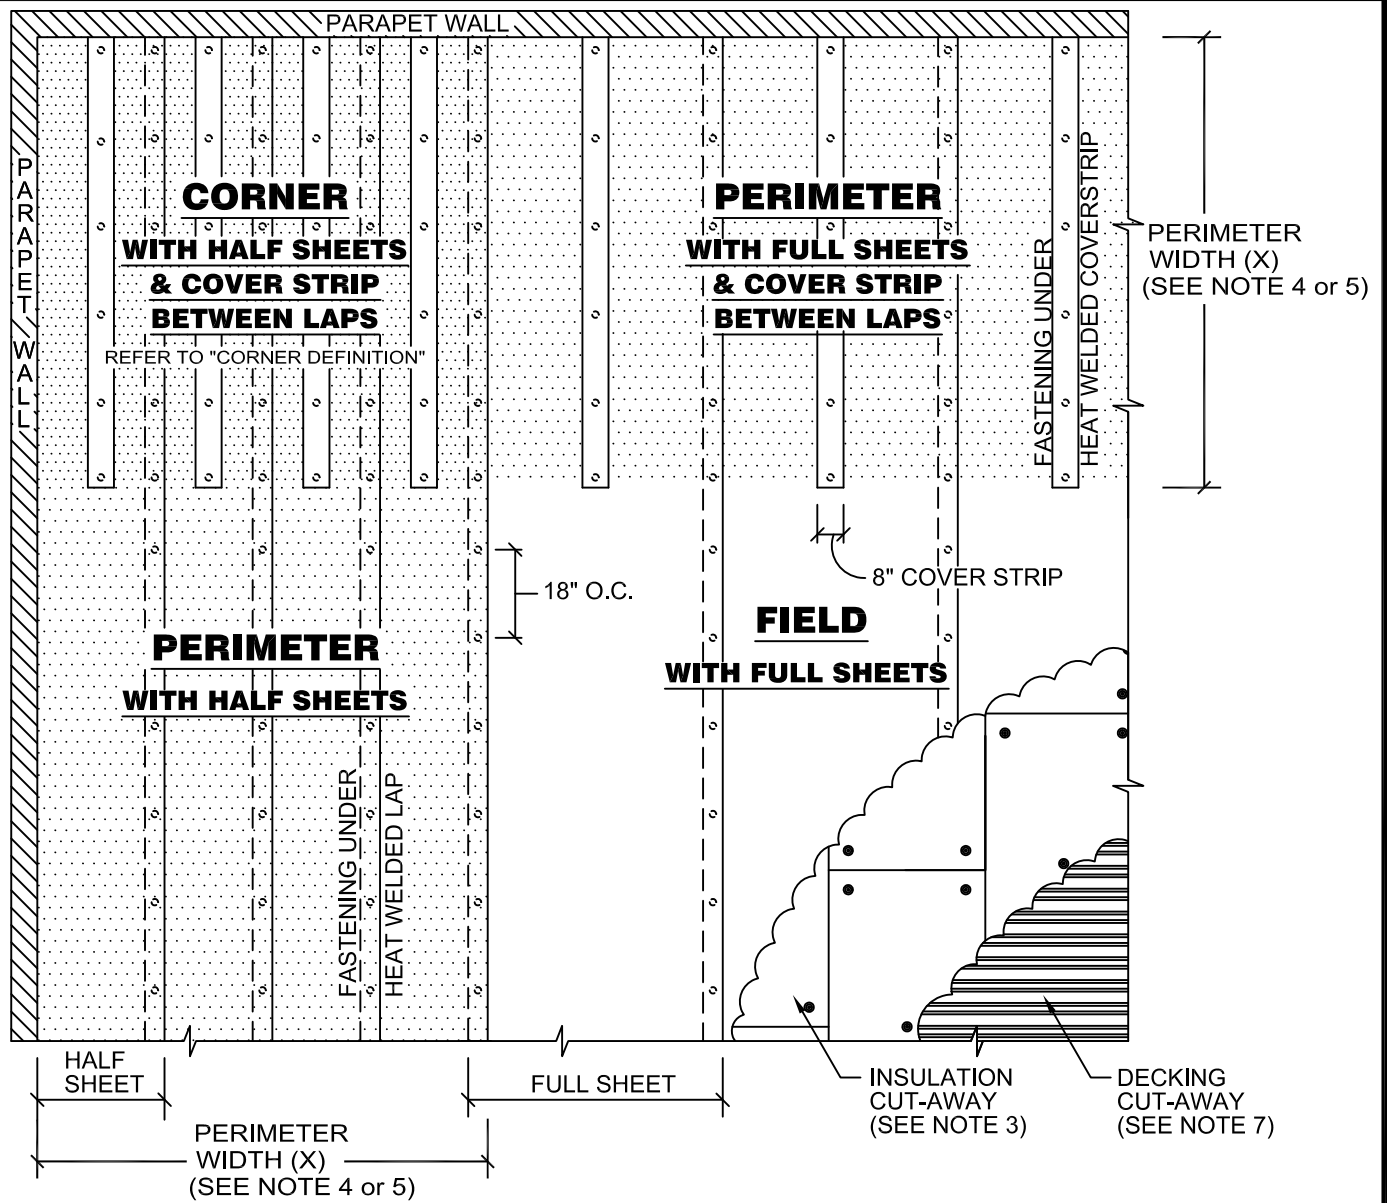 PARAPET WALL
PARAPET WALL
CORNER
WITH HALF SHEETS
& COVER STRIP
BETWEEN LAPS
REFER TO "CORNER DEFINITION"
PERIMETER
WITH FULL SHEETS
& COVER STRIP
BETWEEN LAPS
FASTENING UNDER
HEAT WELDED COVERSTRIP
PERIMETER
WIDTH (X)
(SEE NOTE 4 or 5)
18" O.C.
8" COVER STRIP
FIELD
WITH FULL SHEETS
PERIMETER
WITH HALF SHEETS
FASTENING UNDER
HEAT WELDED LAP
HALF
SHEET
FULL SHEET
INSULATION
CUT-AWAY
(SEE NOTE 3)
DECKING
CUT-AWAY
(SEE NOTE 7)
PERIMETER
WIDTH (X)
(SEE NOTE 4 or 5)